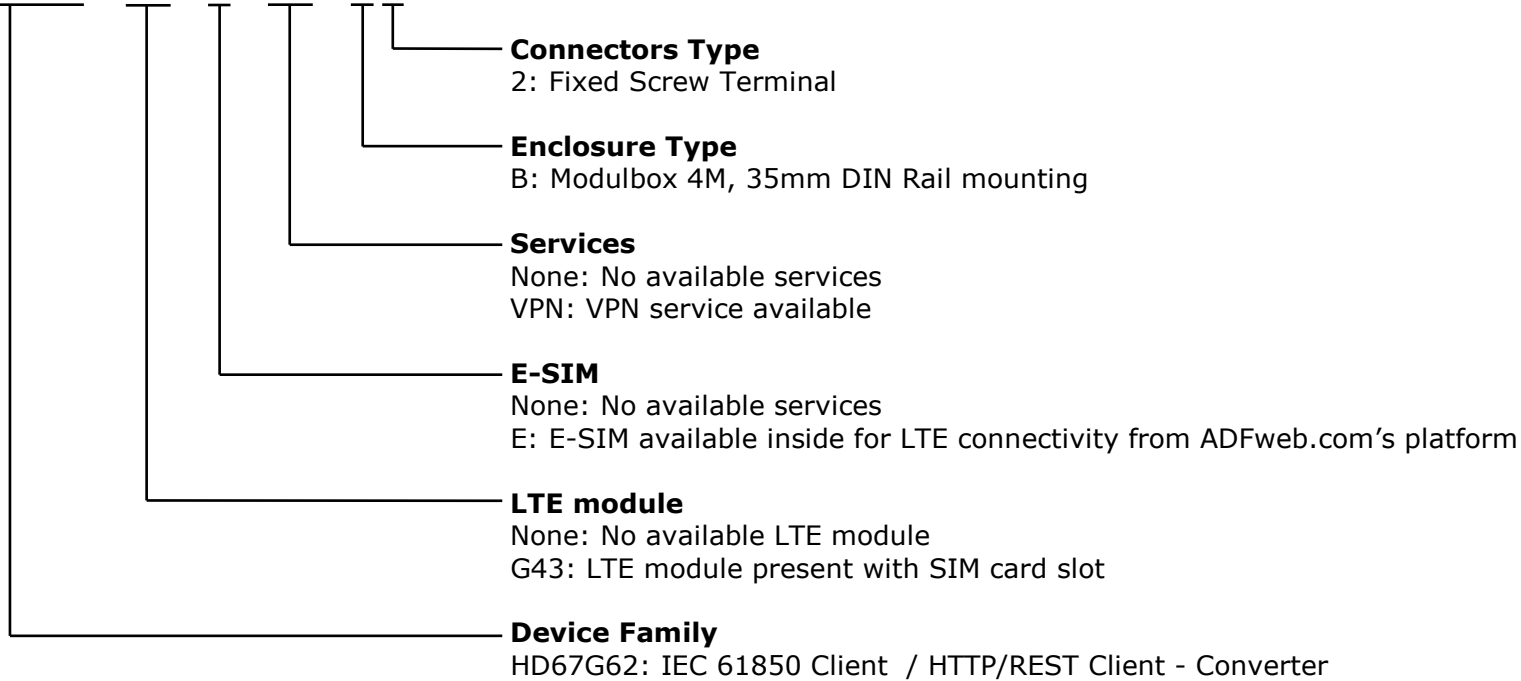 Connectors Type
2: Fixed Screw Terminal
Enclosure Type
B: Modulbox 4M, 35mm DIN Rail mounting
Services
None: No available services
VPN: VPN service available
E-SIM
None: No available services
E: E-SIM available inside for LTE connectivity from ADFweb.com’s platform
LTE module
None: No available LTE module
G43: LTE module present with SIM card slot
Device Family
HD67G62: IEC 61850 Client / HTTP/REST Client - Converter